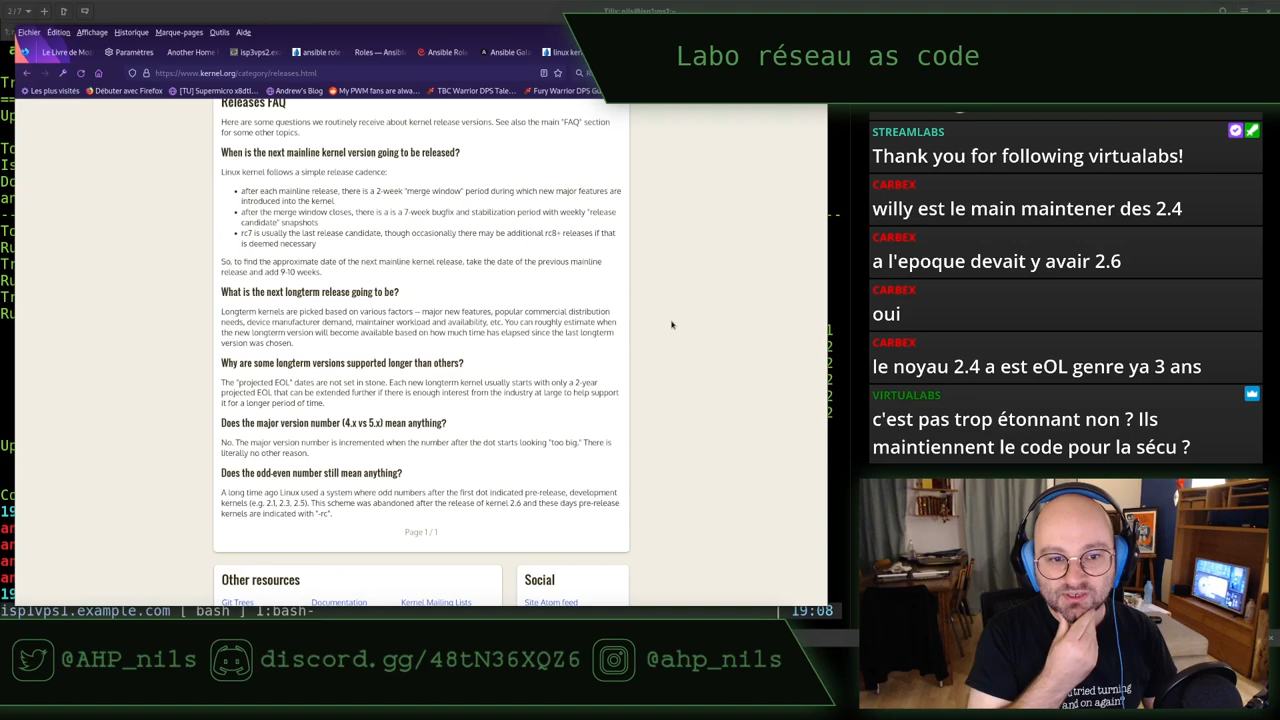 2/7
Tilix: nils@isp1vps1:~
Fichier Édition Affichage Historique Marque-pages Outils Aide
Le Livre de Mo
Paramètres
Another Home
isp3vps2.ex
ansible role
Roles — Ansib
Ansible Role
Ansible Gal
linux ker
https://www.kernel.org/category/releases.html
Les plus visités
Débuter avec Firefox
[TU] Supermicro x8dtl...
Andrew's Blog
My PWM fans are alwa...
TBC Warrior DPS Tale...
Fury Warrior DPS Gu
Labo réseau as code
Releases FAQ
Here are some questions we routinely receive about kernel release versions. See also the main "FAQ" section
for some other topics.
When is the next mainline kernel version going to be released?
Linux kernel follows a simple release cadence:
• after each mainline release, there is a 2-week "merge window" period during which new major features are
introduced into the kernel
• after the merge window closes, there is a is a 7-week bugfix and stabilization period with weekly "release
candidate" snapshots
• rc7 is usually the last release candidate, though occasionally there may be additional rc8+ releases if that
is deemed necessary
So, to find the approximate date of the next mainline kernel release, take the date of the previous mainline
release and add 9-10 weeks.
What is the next longterm release going to be?
Longterm kernels are picked based on various factors -- major new features, popular commercial distribution
needs, device manufacturer demand, maintainer workload and availability, etc. You can roughly estimate when
the new longterm version will become available based on how much time has elapsed since the last longterm
version was chosen.
Why are some longterm versions supported longer than others?
The "projected EOL" dates are not set in stone. Each new longterm kernel usually starts with only a 2-year
projected EOL that can be extended further if there is enough interest from the industry at large to help support
it for a longer period of time.
Does the major version number (4.x vs 5.x) mean anything?
No. The major version number is incremented when the number after the dot starts looking "too big." There is
literally no other reason.
Does the odd-even number still mean anything?
A long time ago Linux used a system where odd numbers after the first dot indicated pre-release, development
kernels (e.g. 2.1, 2.3, 2.5). This scheme was abandoned after the release of kernel 2.6 and these days pre-release
kernels are indicated with "-rc".
Page 1 / 1
Other resources
Git Trees Documentation Kernel Mailing Lists
Social
Site Atom feed
isp1vps1.example.com [ bash ] 1:bash- | 19:08
STREAMLABS
Thank you for following virtualabs!
CARBEX
willy est le main maintener des 2.4
CARBEX
a l'epoque devait y avair 2.6
CARBEX
oui
CARBEX
le noyau 2.4 a est eOL genre ya 3 ans
VIRTUALABS
c'est pas trop étonnant non ? Ils
maintiennent le code pour la sécu ?
tried turning
and on again
@AHP_nils
discord.gg/48tN36XQZ6
@ahp_nils